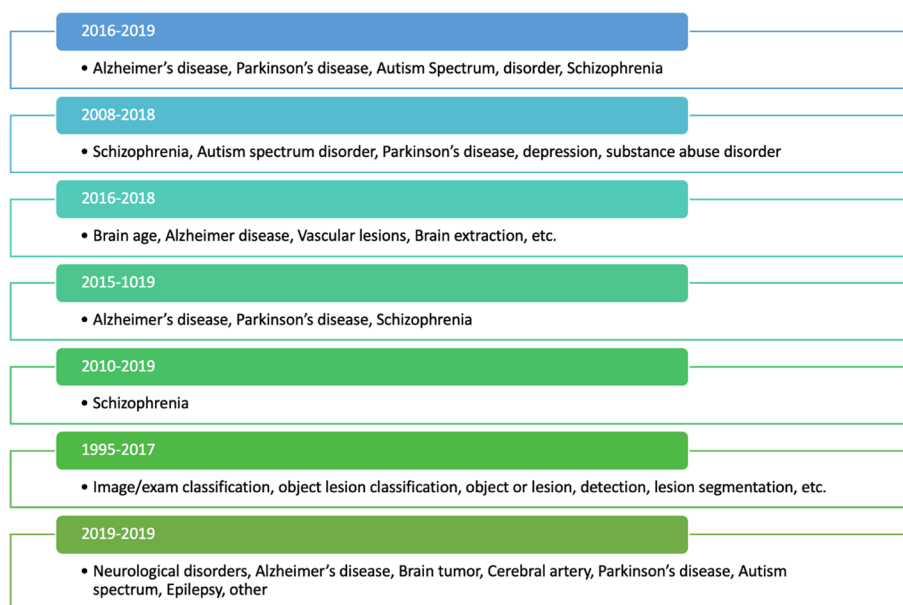 2016-2019
• Alzheimer's disease, Parkinson's disease, Autism Spectrum, disorder, Schizophrenia
2008-2018
• Schizophrenia, Autism spectrum disorder, Parkinson's disease, depression, substance abuse disorder
2016-2018
• Brain age, Alzheimer disease, Vascular lesions, Brain extraction, etc.
2015-1019
• Alzheimer's disease, Parkinson's disease, Schizophrenia
2010-2019
• Schizophrenia
1995-2017
• Image/exam classification, object lesion classification, object or lesion, detection, lesion segmentation, etc.
2019-2019
• Neurological disorders, Alzheimer's disease, Brain tumor, Cerebral artery, Parkinson's disease, Autism
spectrum, Epilepsy, other